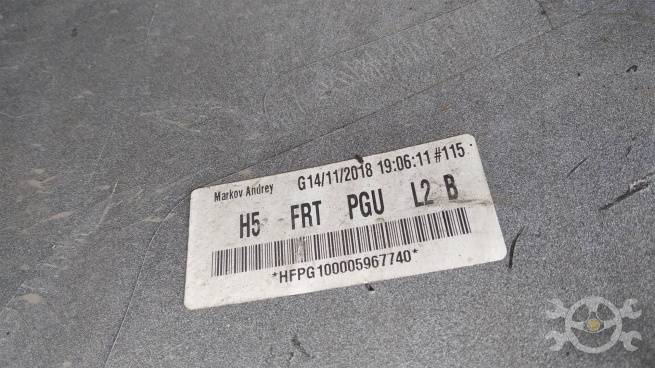 Markov Andrey G14/11/2018 19:06:11 #115
H5 FRT PGU L2 B
*HFPG100005967740*